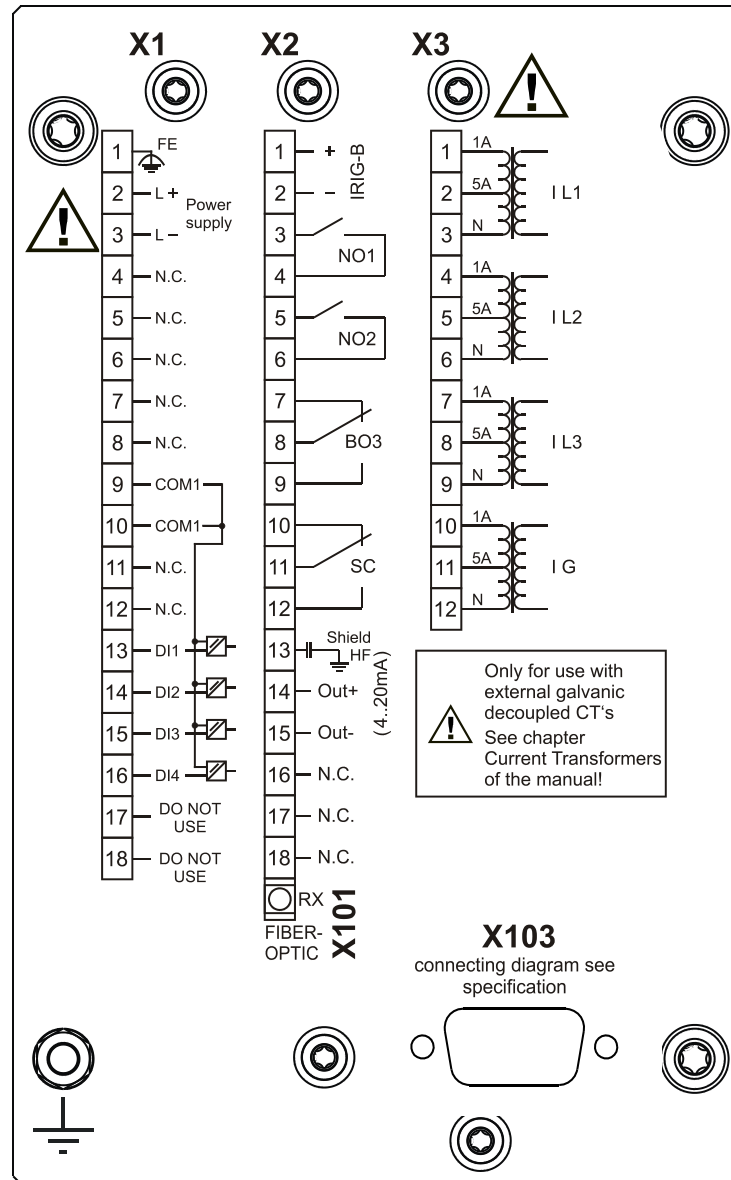 X1
X2
X3
1 FE
2 L+
3 L−
Power
supply
4 N.C.
5 N.C.
6 N.C.
7 N.C.
8 N.C.
9 COM1
10 COM1
11 N.C.
12 N.C.
13 DI1
14 DI2
15 DI3
16 DI4
17 DO NOT
USE
18 DO NOT
USE
1 +
2 −
IRIG-B
3
NO1
4
5
NO2
6
7
8 BO3
9
10
11 SC
12
13 Shield
HF
14 Out+
15 Out-
(4..20mA)
16 N.C.
17 N.C.
18 N.C.
RX
FIBER-
OPTIC
X101
1 1A
2 5A I L1
3 N
4 1A
5 5A I L2
6 N
7 1A
8 5A I L3
9 N
10 1A
11 5A I G
12 N
Only for use with
external galvanic
decoupled CT‘s
See chapter
Current Transformers
of the manual!
X103
connecting diagram see
specification